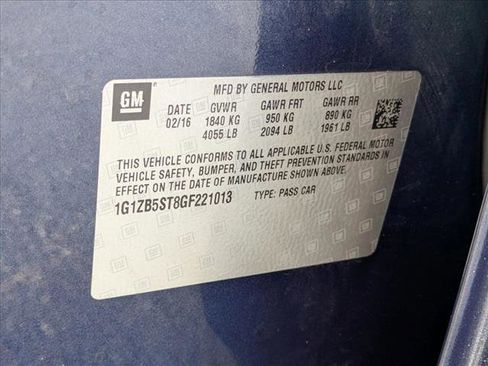 GM
MFD BY GENERAL MOTORS LLC
DATE GVWR GAWR FRT GAWR RR
02/16 1840 KG 950 KG 890 KG
4055 LB 2094 LB 1961 LB
THIS VEHICLE CONFORMS TO ALL APPLICABLE U.S. FEDERAL MOTOR
VEHICLE SAFETY, BUMPER, AND THEFT PREVENTION STANDARDS IN
EFFECT ON THE DATE OF MANUFACTURE SHOWN ABOVE.
1G1ZB5ST8GF221013 TYPE: PASS CAR